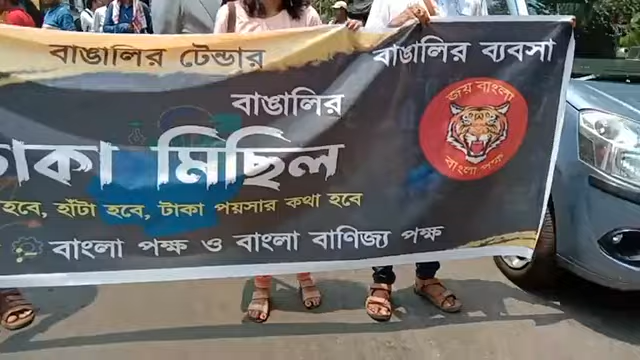 বাঙালির টেন্ডার
বাঙালির ব্যবসা
বাঙালির
টাকা মিছিল
হবে, হাঁটা হবে, টাকা পয়সার কথা হবে
বাংলা পক্ষ ও বাংলা বাণিজ্য পক্ষ
জয় বাংলা
বাংলা পক্ষ